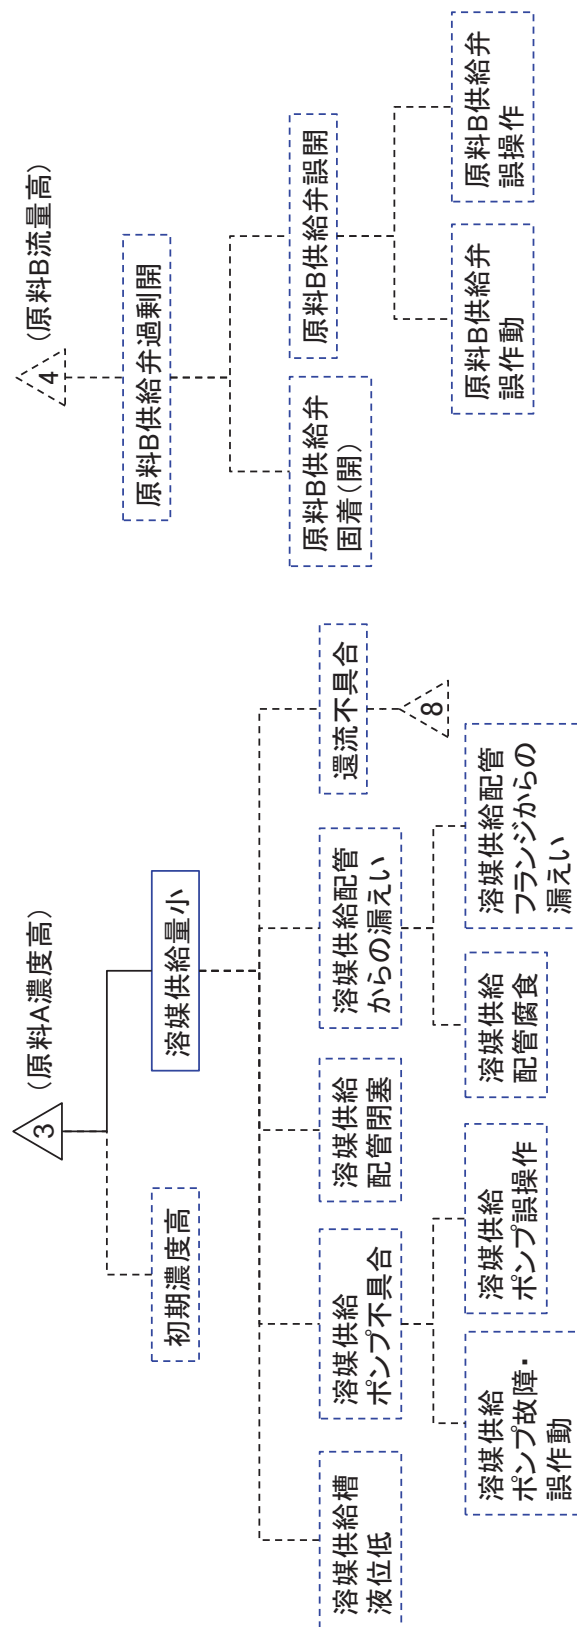 3
(原料A濃度高)
初期濃度高
溶媒供給量小
溶媒供給槽
液位低
溶媒供給
ポンプ不具合
溶媒供給
配管閉塞
溶媒供給配管
からの漏えい
還流不具合
溶媒供給
ポンプ故障・
誤作動
溶媒供給
ポンプ誤操作
溶媒供給
配管腐食
溶媒供給配管
フランジからの
漏えい
8
4
(原料B流量高)
原料B供給弁過剰開
原料B供給弁
固着(開)
原料B供給弁誤開
原料B供給弁
誤作動
原料B供給弁
誤操作